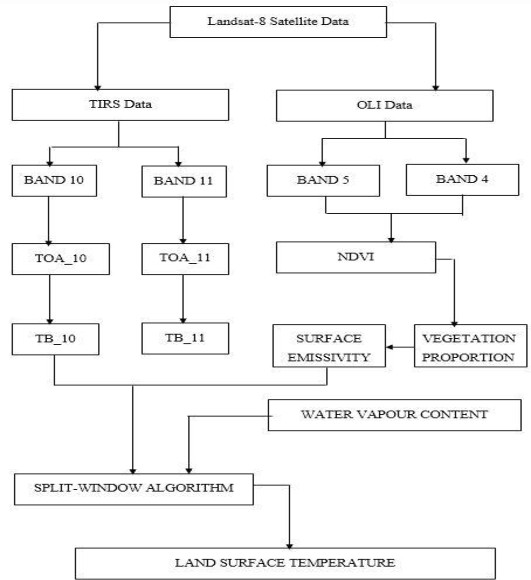 Landsat-8 Satellite Data
TIRS Data
OLI Data
BAND 10
BAND 11
BAND 5
BAND 4
TOA_10
TOA_11
NDVI
TB_10
TB_11
SURFACE
EMISSIVITY
VEGETATION
PROPORTION
WATER VAPOUR CONTENT
SPLIT-WINDOW ALGORITHM
LAND SURFACE TEMPERATURE